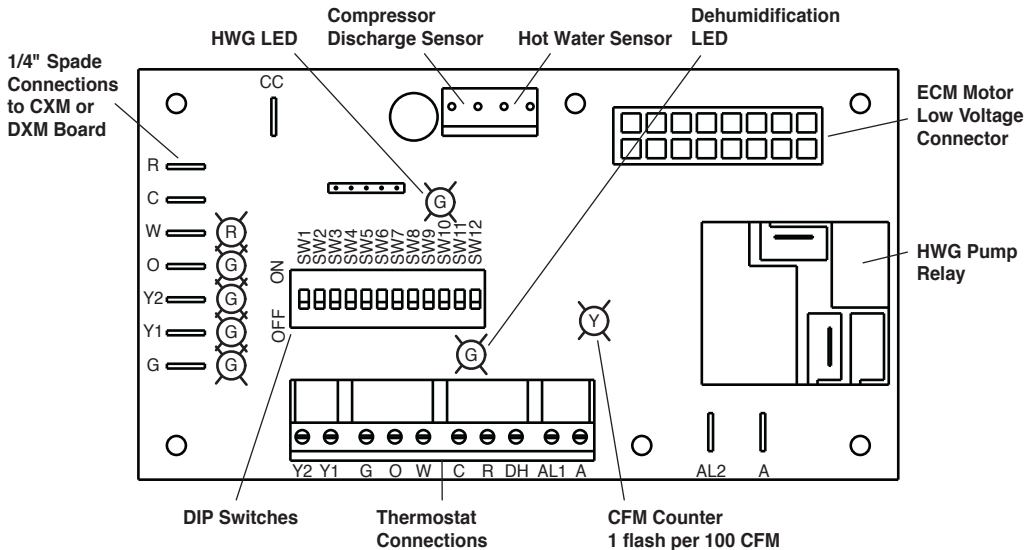 Compressor
Discharge Sensor
HWG LED
Hot Water Sensor
Dehumidification
LED
1/4" Spade
Connections
to CXM or
DXM Board
CC
ECM Motor
Low Voltage
Connector
R
C
W
O
Y2
Y1
G
R
G
G
G
G
G
SW1
SW2
SW3
SW4
SW5
SW6
SW7
SW8
SW9
SW10
SW11
SW12
ON
OFF
HWG Pump
Relay
Y
G
Y2 Y1 G O W C R DH AL1 A
AL2 A
DIP Switches
Thermostat
Connections
CFM Counter
1 flash per 100 CFM